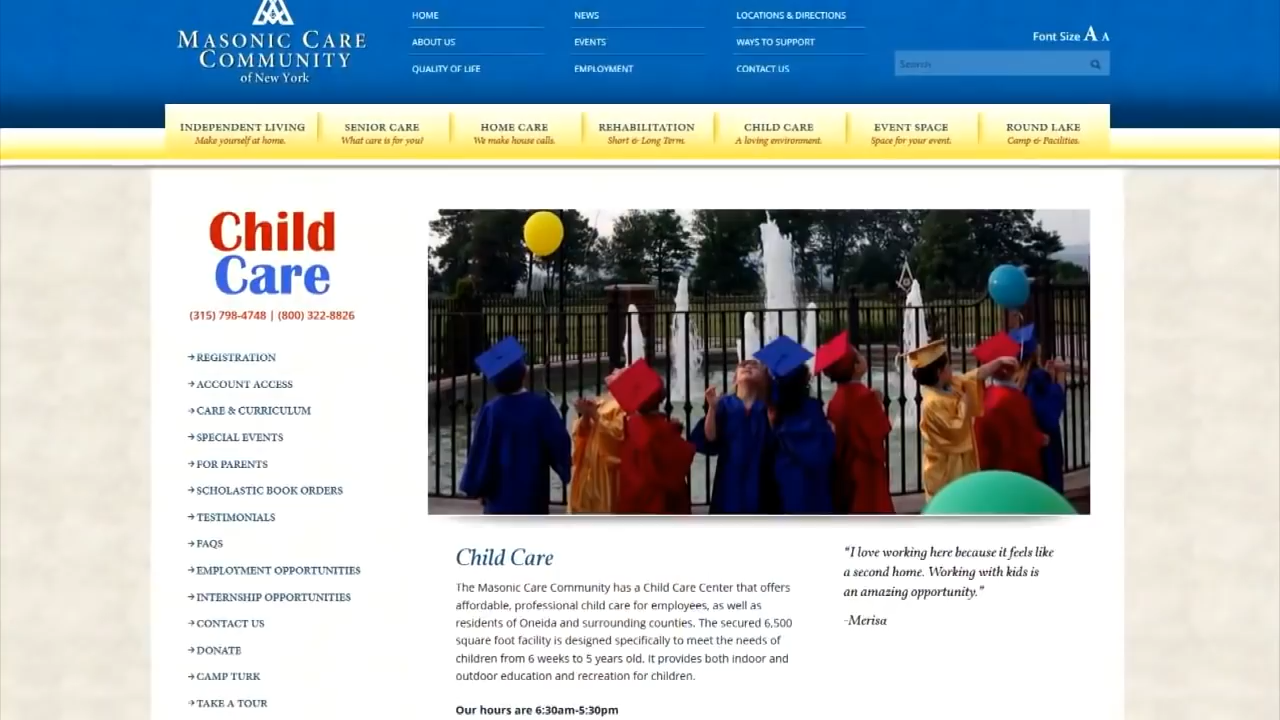 MASONIC CARE
COMMUNITY
of New York
HOME
ABOUT US
QUALITY OF LIFE
NEWS
EVENTS
EMPLOYMENT
LOCATIONS & DIRECTIONS
WAYS TO SUPPORT
CONTACT US
Font Size A A
Search
INDEPENDENT LIVING
Make yourself at home.
SENIOR CARE
What care is for you?
HOME CARE
We make house calls.
REHABILITATION
Short & Long Term.
CHILD CARE
A loving environment.
EVENT SPACE
Space for your event.
ROUND LAKE
Camp & Facilities.
Child
Care
(315) 798-4748 | (800) 322-8826
→ REGISTRATION
→ ACCOUNT ACCESS
→ CARE & CURRICULUM
→ SPECIAL EVENTS
→ FOR PARENTS
→ SCHOLASTIC BOOK ORDERS
→ TESTIMONIALS
→ FAQS
→ EMPLOYMENT OPPORTUNITIES
→ INTERNSHIP OPPORTUNITIES
→ CONTACT US
→ DONATE
→ CAMP TURK
→ TAKE A TOUR
Child Care
The Masonic Care Community has a Child Care Center that offers
affordable, professional child care for employees, as well as
residents of Oneida and surrounding counties. The secured 6,500
square foot facility is designed specifically to meet the needs of
children from 6 weeks to 5 years old. It provides both indoor and
outdoor education and recreation for children.
Our hours are 6:30am-5:30pm
"I love working here because it feels like
a second home. Working with kids is
an amazing opportunity."
-Merisa